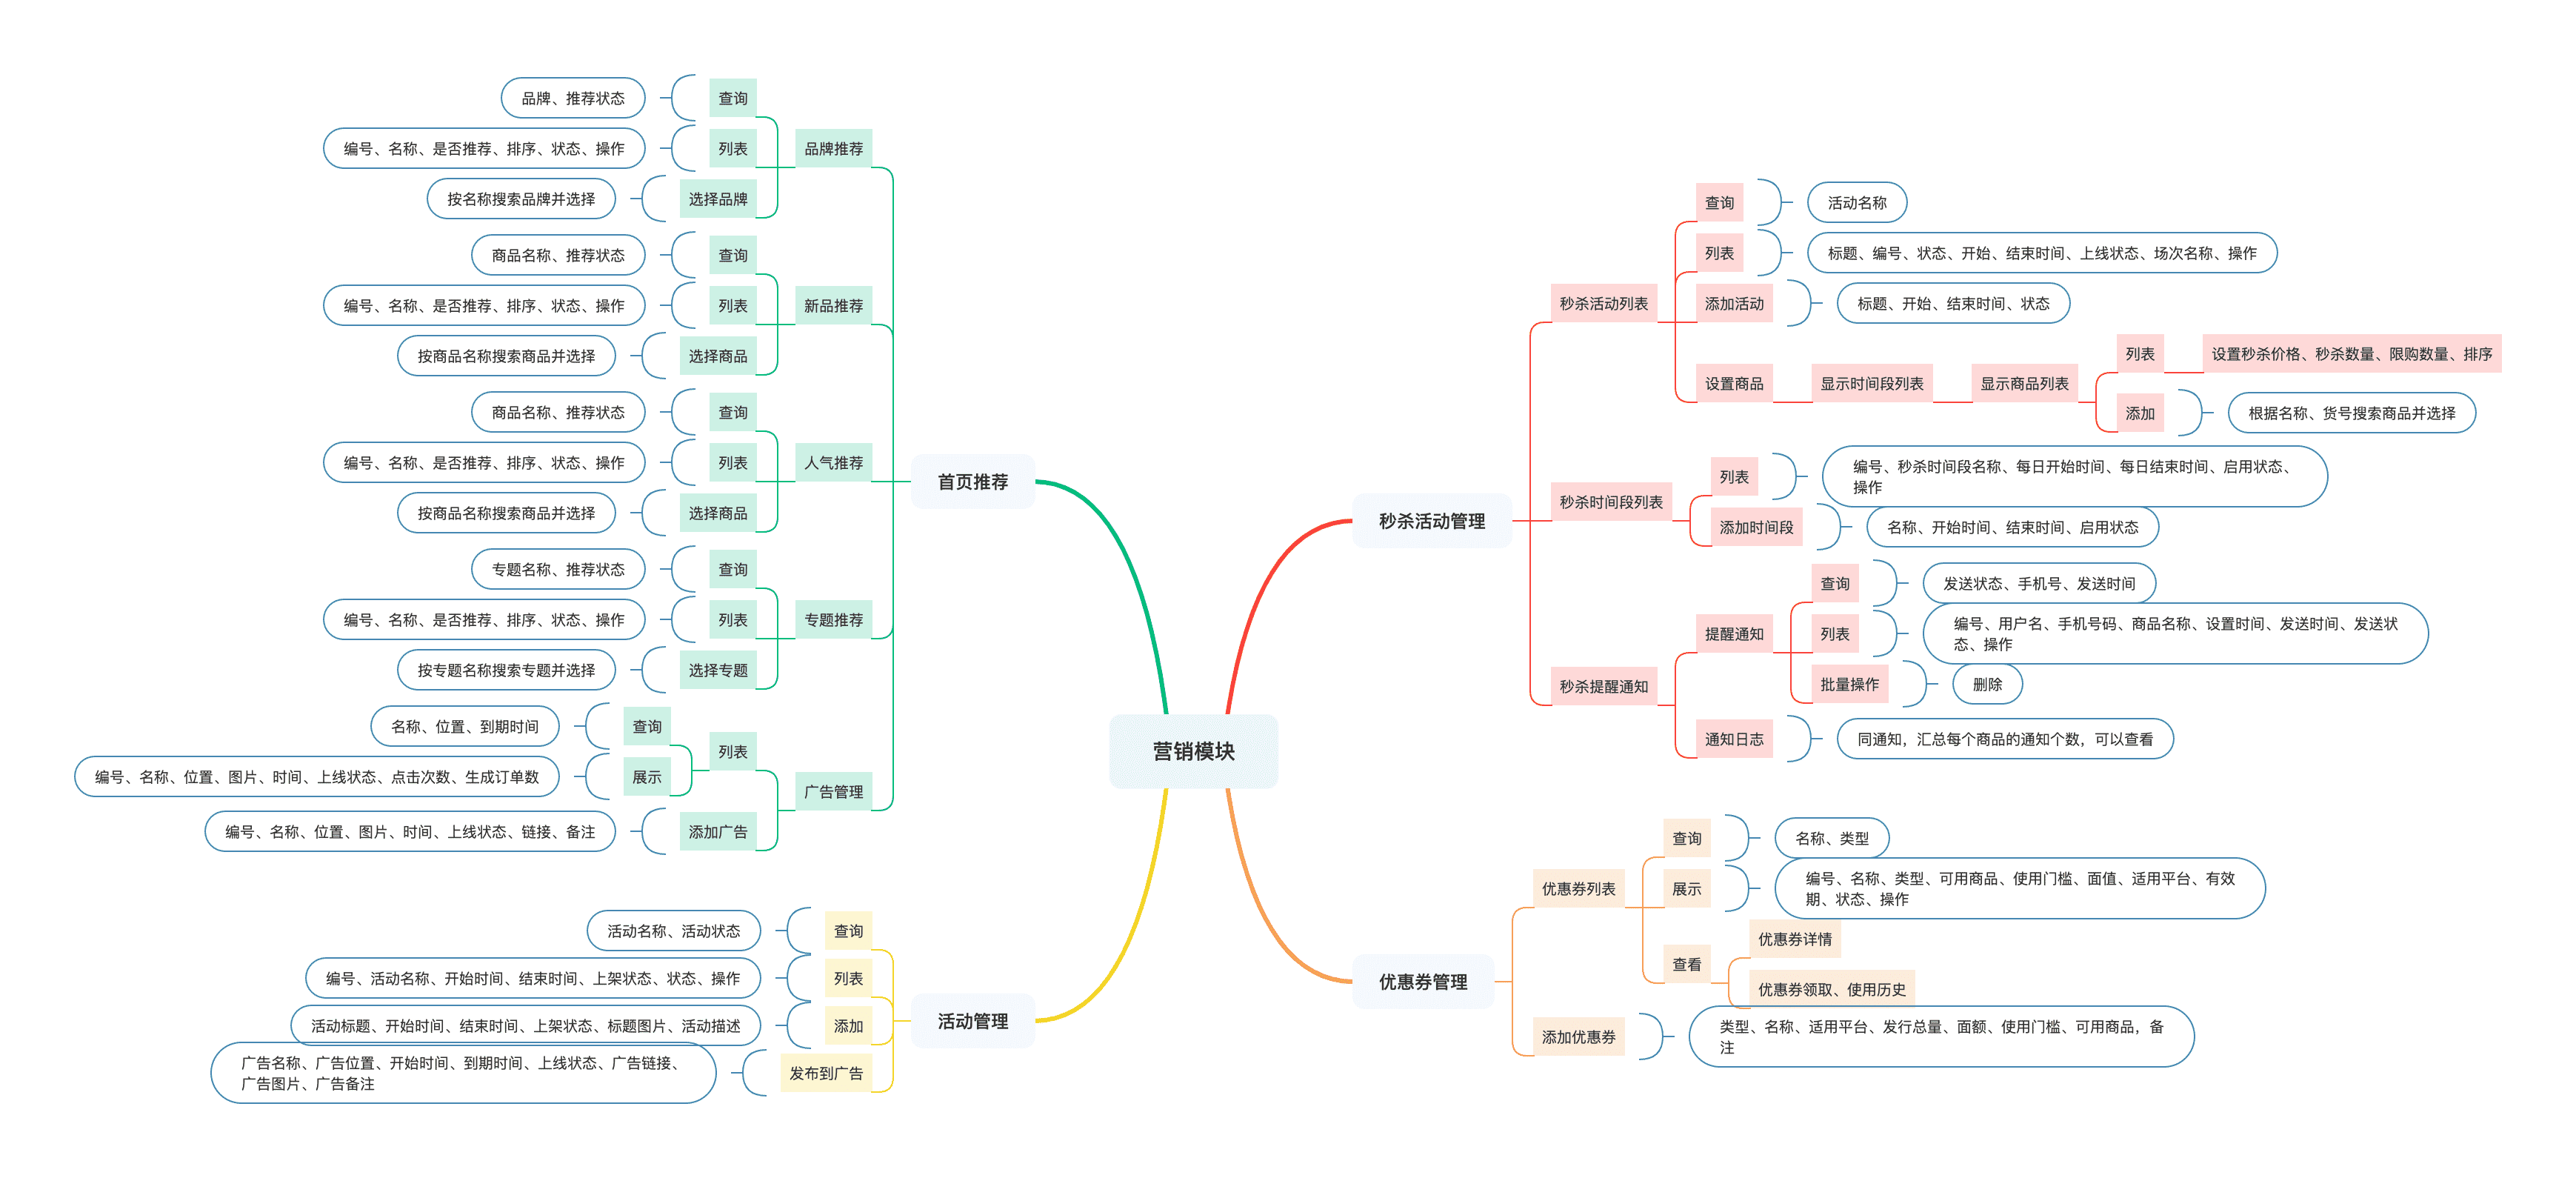 营销模块
秒杀活动管理
秒杀活动列表
查询
活动名称
列表
标题、编号、状态、开始、结束时间、上线状态、场次名称、操作
添加活动
标题、开始、结束时间、状态
设置商品
显示时间段列表
显示商品列表
列表
设置秒杀价格、秒杀数量、限购数量、排序
添加
根据名称、货号搜索商品并选择
秒杀时间段列表
列表
编号、秒杀时间段名称、每日开始时间、每日结束时间、启用状态、
操作
添加时间段
名称、开始时间、结束时间、启用状态
秒杀提醒通知
提醒通知
查询
发送状态、手机号、发送时间
列表
编号、用户名、手机号码、商品名称、设置时间、发送时间、发送状
态、操作
批量操作
删除
通知日志
同通知，汇总每个商品的通知个数，可以查看
优惠券管理
优惠券列表
查询
名称、类型
展示
编号、名称、类型、可用商品、使用门槛、面值、适用平台、有效
期、状态、操作
查看
优惠券详情
优惠券领取、使用历史
添加优惠券
类型、名称、适用平台、发行总量、面额、使用门槛、可用商品，备
注
首页推荐
品牌推荐
查询
品牌、推荐状态
列表
编号、名称、是否推荐、排序、状态、操作
选择品牌
按名称搜索品牌并选择
新品推荐
查询
商品名称、推荐状态
列表
编号、名称、是否推荐、排序、状态、操作
选择商品
按商品名称搜索商品并选择
人气推荐
查询
商品名称、推荐状态
列表
编号、名称、是否推荐、排序、状态、操作
选择商品
按商品名称搜索商品并选择
专题推荐
查询
专题名称、推荐状态
列表
编号、名称、是否推荐、排序、状态、操作
选择专题
按专题名称搜索专题并选择
广告管理
列表
查询
名称、位置、到期时间
展示
编号、名称、位置、图片、时间、上线状态、点击次数、生成订单数
添加广告
编号、名称、位置、图片、时间、上线状态、链接、备注
活动管理
查询
活动名称、活动状态
列表
编号、活动名称、开始时间、结束时间、上架状态、状态、操作
添加
活动标题、开始时间、结束时间、上架状态、标题图片、活动描述
发布到广告
广告名称、广告位置、开始时间、到期时间、上线状态、广告链接、
广告图片、广告备注